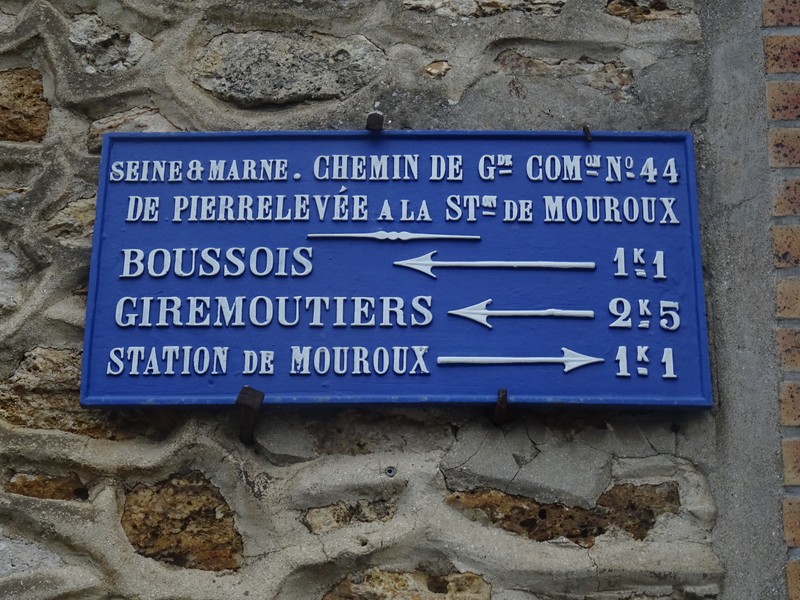 SEINE & MARNE. CHEMIN DE GDE COMON No 44
DE PIERRELEVÉE A LA STON DE MOUROUX
BOUSSOIS 1K1
GIREMOUTIERS 2K5
STATION DE MOUROUX 1K1